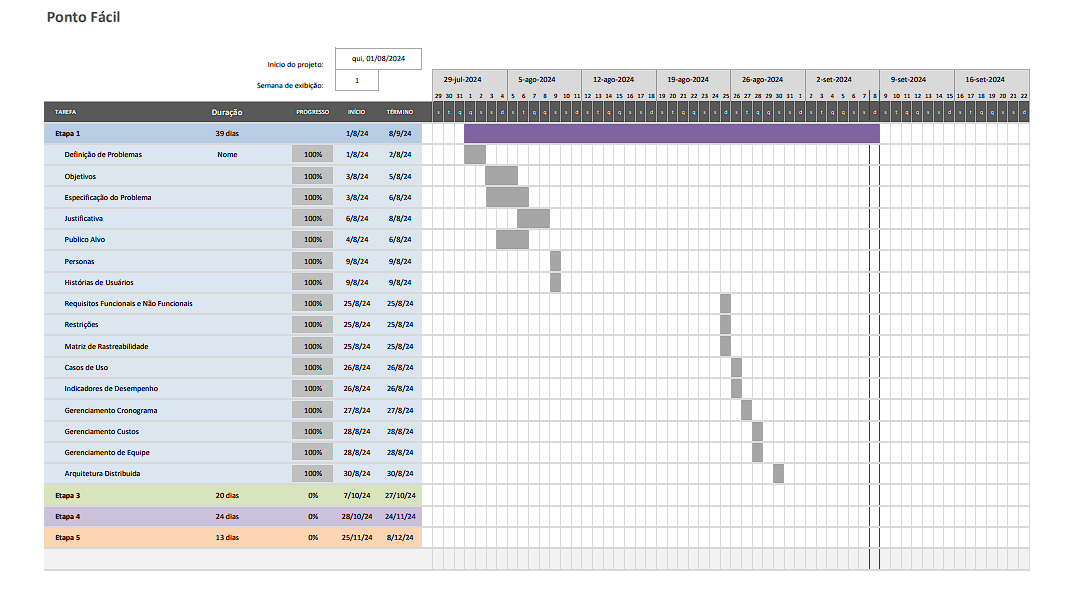 Ponto Fácil
Início do projeto: qui, 01/08/2024
Semana de exibição: 1
29-jul-2024 5-ago-2024 12-ago-2024 19-ago-2024 26-ago-2024 2-set-2024 9-set-2024 16-set-2024
29 30 31 1 2 3 4 5 6 7 8 9 10 11 12 13 14 15 16 17 18 19 20 21 22 23 24 25 26 27 28 29 30 31 1 2 3 4 5 6 7 8 9 10 11 12 13 14 15 16 17 18 19 20 21 22
TAREFA Duração PROGRESSO INÍCIO TÉRMINO s t q q s s d s t q q s s d s t q q s s d s t q q s s d s t q q s s d s t q q s s d s t q q s s d s t q q s s d
Etapa 1 39 dias 1/8/24 8/9/24
Definição de Problemas Nome 100% 1/8/24 2/8/24
Objetivos 100% 3/8/24 5/8/24
Especificação do Problema 100% 3/8/24 6/8/24
Justificativa 100% 6/8/24 8/8/24
Publico Alvo 100% 4/8/24 6/8/24
Personas 100% 9/8/24 9/8/24
Histórias de Usuários 100% 9/8/24 9/8/24
Requisitos Funcionais e Não Funcionais 100% 25/8/24 25/8/24
Restrições 100% 25/8/24 25/8/24
Matriz de Rastreabilidade 100% 25/8/24 25/8/24
Casos de Uso 100% 26/8/24 26/8/24
Indicadores de Desempenho 100% 26/8/24 26/8/24
Gerenciamento Cronograma 100% 27/8/24 27/8/24
Gerenciamento Custos 100% 28/8/24 28/8/24
Gerenciamento de Equipe 100% 28/8/24 28/8/24
Arquitetura Distribuida 100% 30/8/24 30/8/24
Etapa 3 20 dias 0% 7/10/24 27/10/24
Etapa 4 24 dias 0% 28/10/24 24/11/24
Etapa 5 13 dias 0% 25/11/24 8/12/24